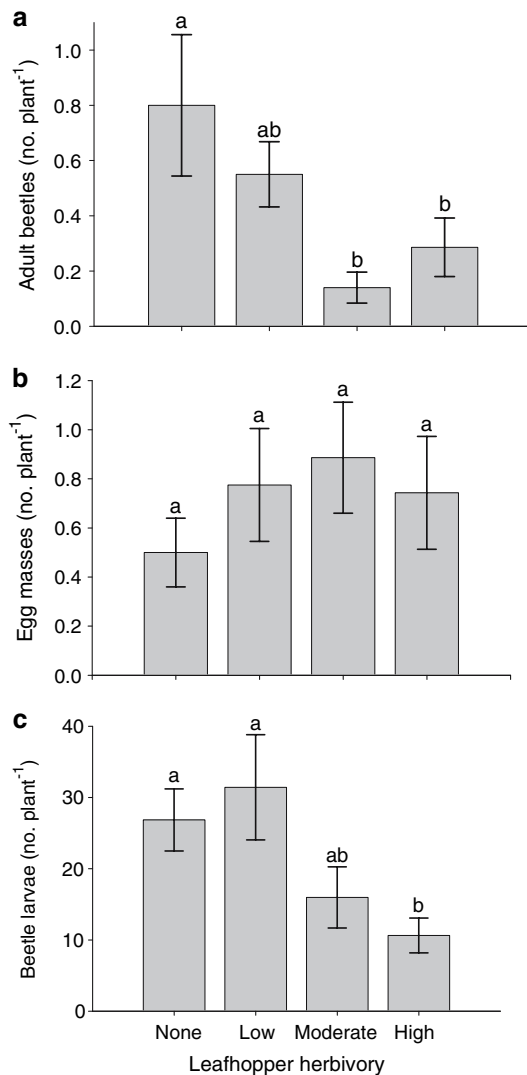 a
Adult beetles (no. plant⁻¹)
1.0
0.8
0.6
0.4
0.2
0.0
a
ab
b
b
b
Egg masses (no. plant⁻¹)
1.2
1.0
0.8
0.6
0.4
0.2
0.0
a
a
a
a
c
Beetle larvae (no. plant⁻¹)
40
30
20
10
0
a
a
ab
b
None Low Moderate High
Leafhopper herbivory